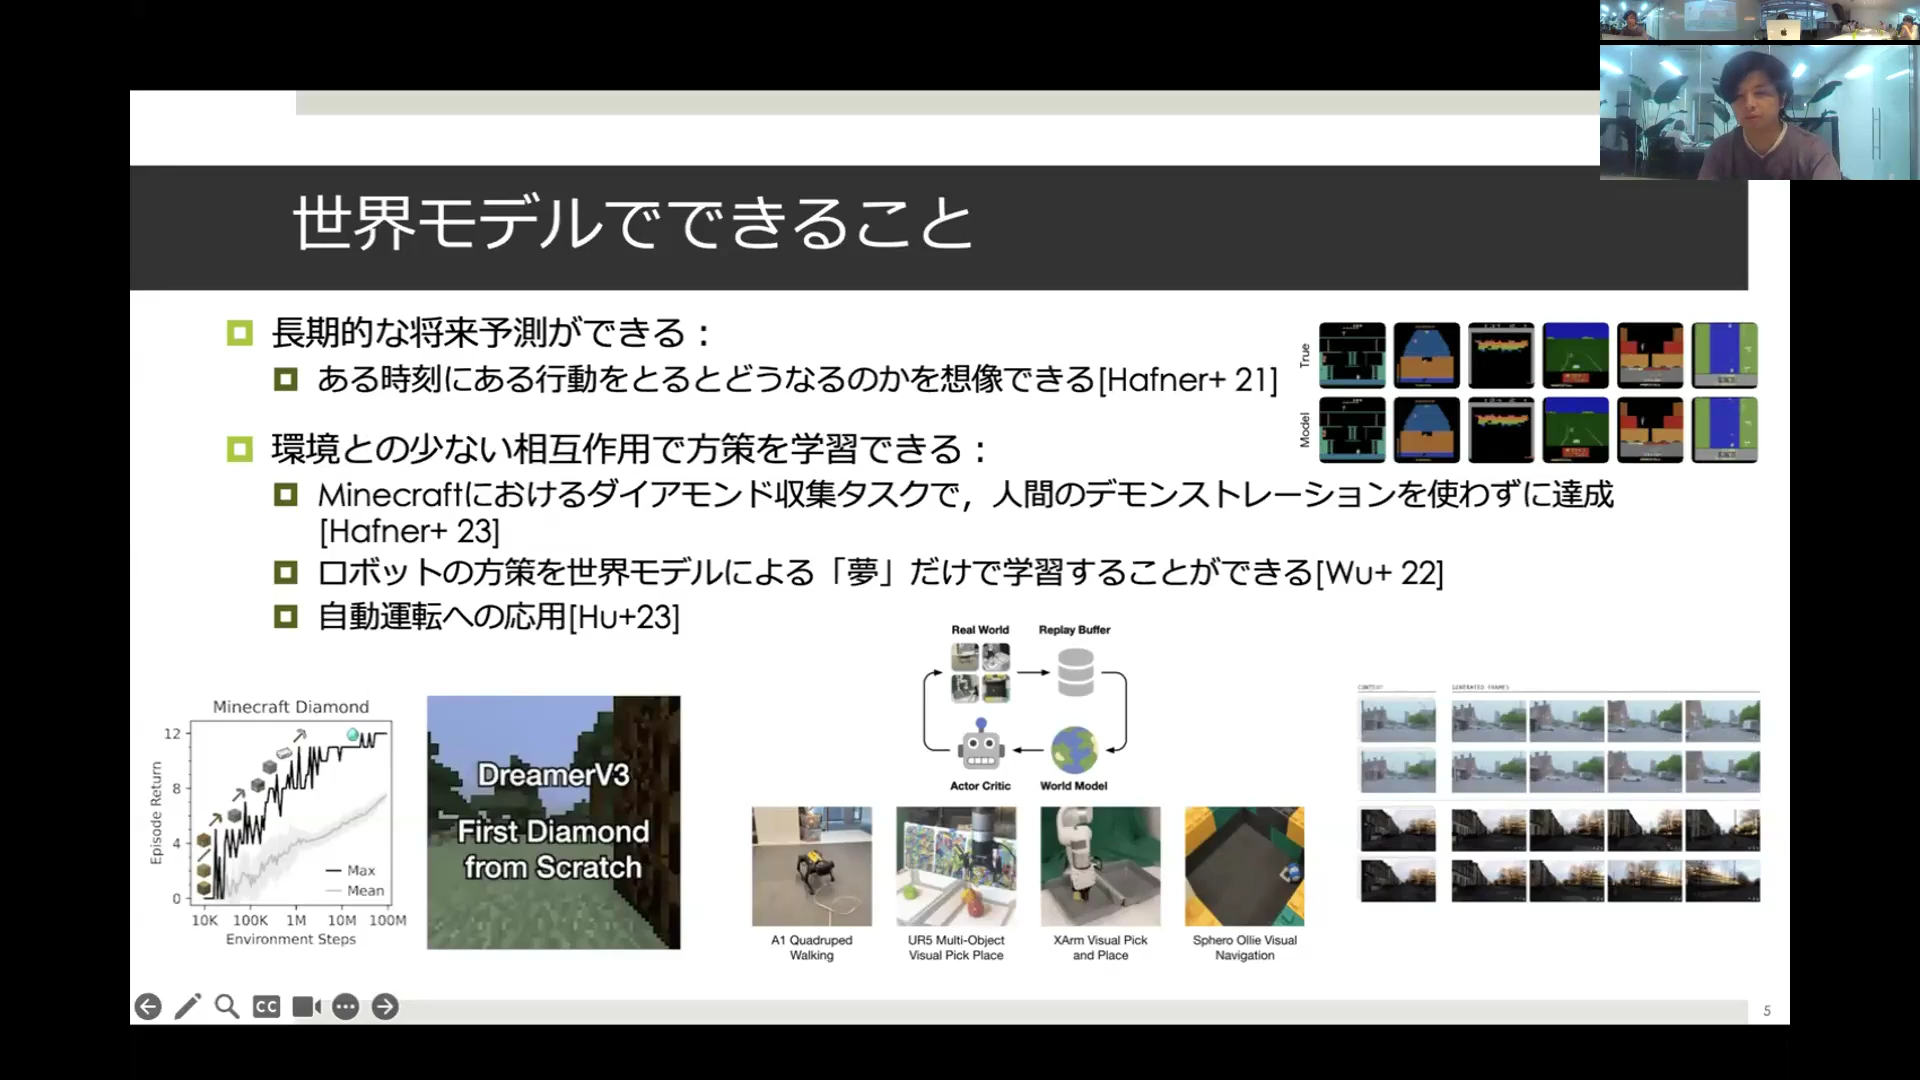 世界モデルでできること
長期的な将来予測ができる：
ある時刻にある行動をとるとどうなるのかを想像できる[Hafner+ 21]
True
Model
環境との少ない相互作用で方策を学習できる：
Minecraftにおけるダイアモンド収集タスクで，人間のデモンストレーションを使わずに達成
[Hafner+ 23]
ロボットの方策を世界モデルによる「夢」だけで学習することができる[Wu+ 22]
自動運転への応用[Hu+23]
Minecraft Diamond
Episode Return
12
8
4
0
Max
Mean
10K 100K 1M 10M 100M
Environment Steps
DreamerV3
First Diamond
from Scratch
Real World
Replay Buffer
Actor Critic
World Model
A1 Quadruped
Walking
UR5 Multi-Object
Visual Pick Place
XArm Visual Pick
and Place
Sphero Ollie Visual
Navigation
CONTEXT
GENERATED FRAMES
CC
5